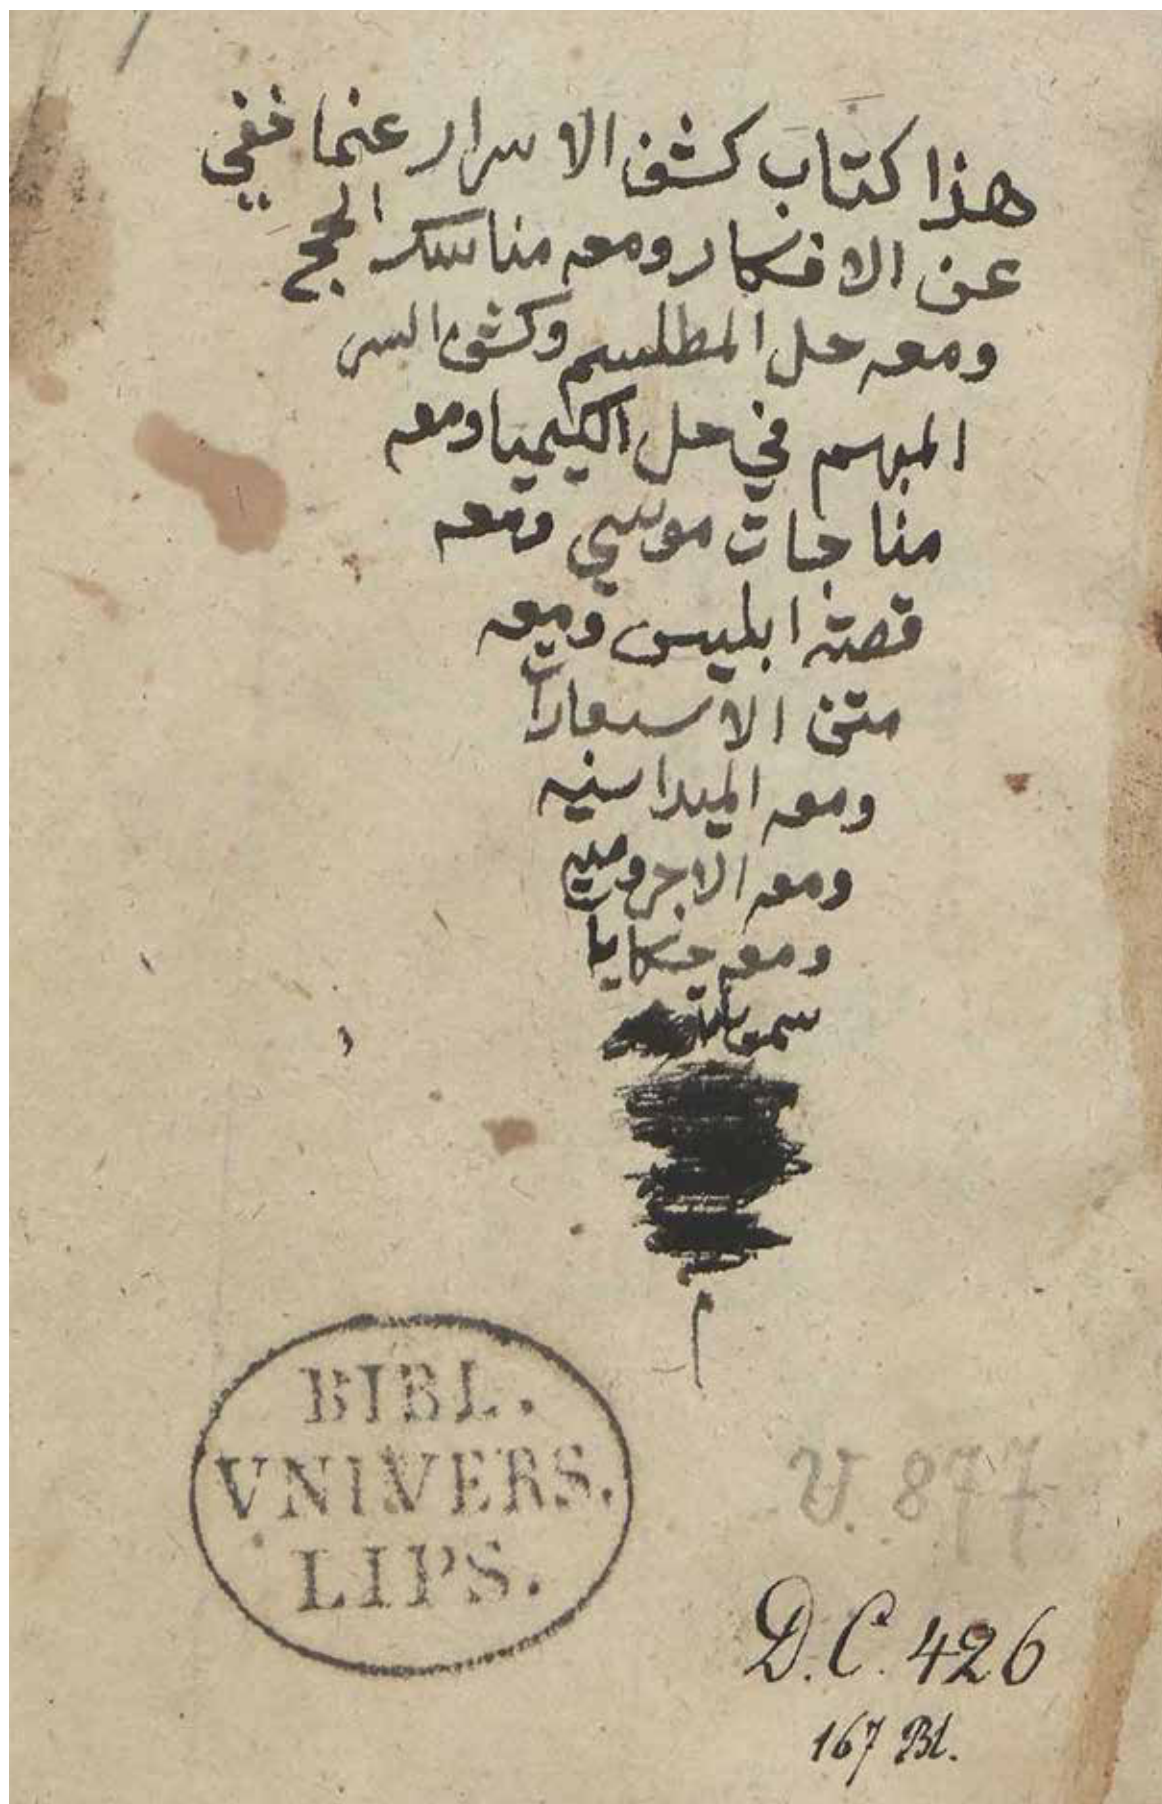 هذا كتاب كشف الاسرار عنما خفي
عن الافكار ومعه مناسك الحج
ومعه حل المطلسم وكشف السر
المبهم في حل الكيميا ومعه
مناجات موسي ومعه
قصة ابليس ومعه
متن الاسعارات
ومعه الميدانيه
ومعه الاجروميه
ومعه حكايا
BIBL.
VNIVERS.
LIPS.
V. 877
D.C. 426
167 Bl.